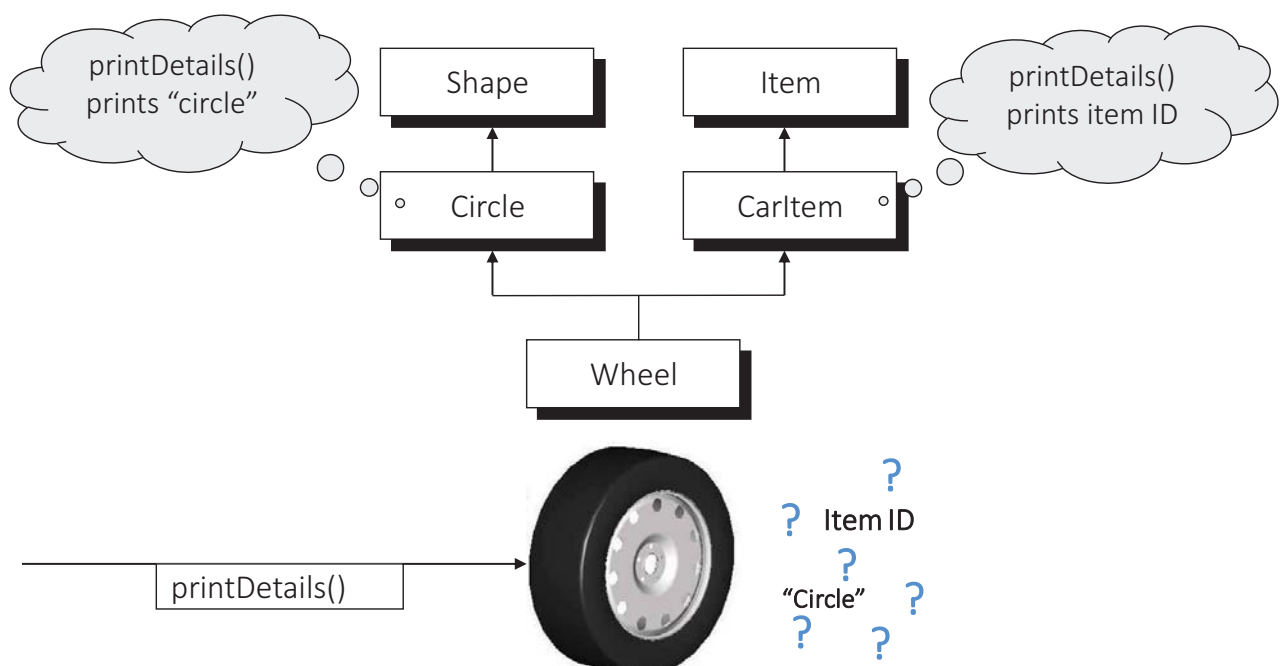 printDetails()
prints “circle”
Shape
Item
printDetails()
prints item ID
Circle
CarItem
Wheel
printDetails()
?
? Item ID
?
“Circle” ?
? ?